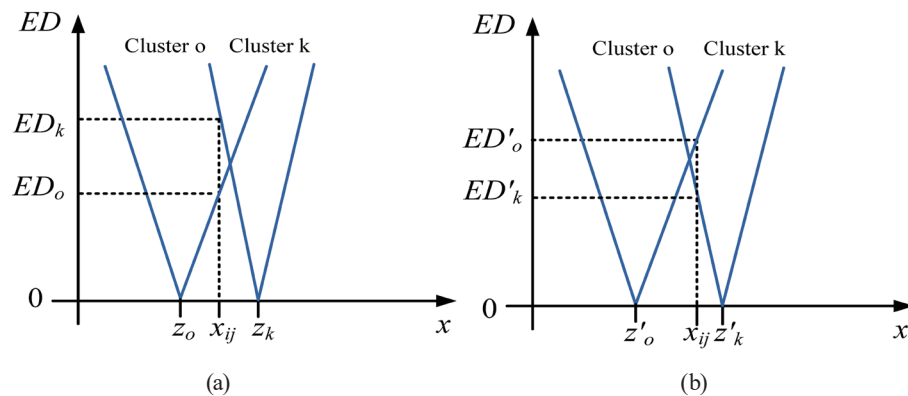 ED
Cluster o Cluster k
ED_k
ED_o
0
z_o x_ij z_k x
(a)
ED
Cluster o Cluster k
ED'_o
ED'_k
0
z'_o x_ij z'_k x
(b)